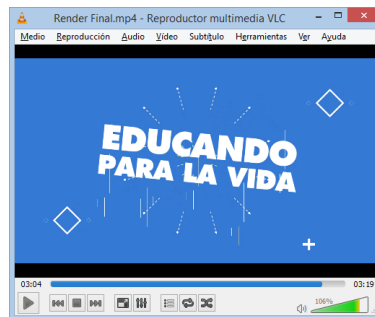 Render Final.mp4 - Reproductor multimedia VLC
Medio Reproducción Audio Vídeo Subtítulo Herramientas Ver Ayuda
EDUCANDO
PARA LA VIDA
03:04 03:19
106%